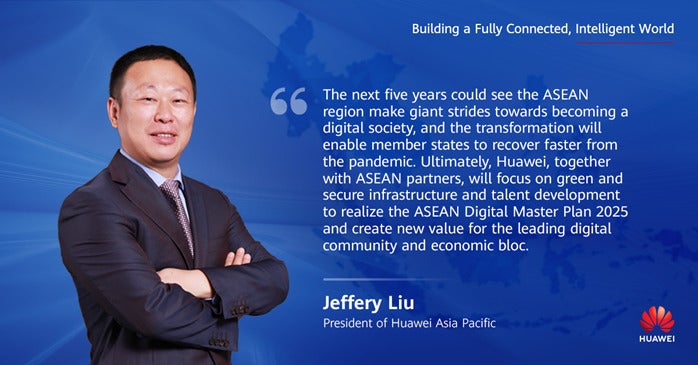 Building a Fully Connected, Intelligent World
“
The next five years could see the ASEAN
region make giant strides towards becoming a
digital society, and the transformation will
enable member states to recover faster from
the pandemic. Ultimately, Huawei, together
with ASEAN partners, will focus on green and
secure infrastructure and talent development
to realize the ASEAN Digital Master Plan 2025
and create new value for the leading digital
community and economic bloc.
Jeffery Liu
President of Huawei Asia Pacific
HUAWEI